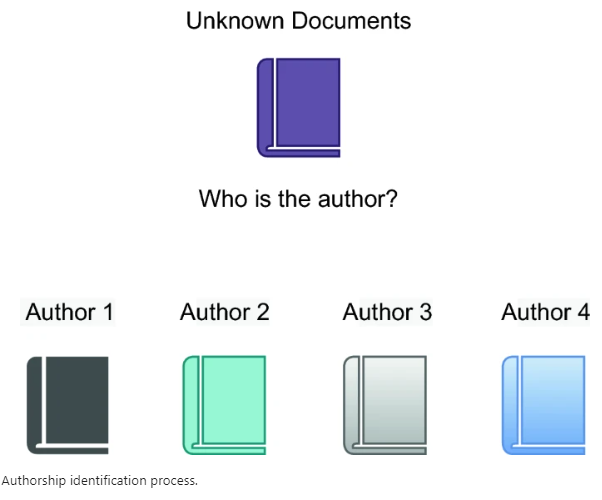 Unknown Documents
Who is the author?
Author 1 Author 2 Author 3 Author 4
Authorship identification process.